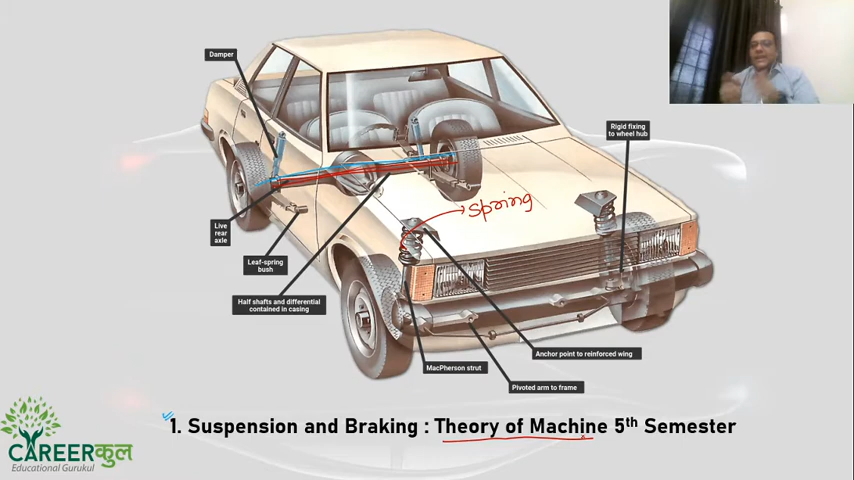 Damper
Rigid fixing
to wheel hub
spring
Live
rear
axle
Leaf-spring
bush
Half shafts and differential
contained in casing
Anchor point to reinforced wing
MacPherson strut
Pivoted arm to frame
1. Suspension and Braking : Theory of Machine 5th Semester
CAREERकुल
Educational Gurukul